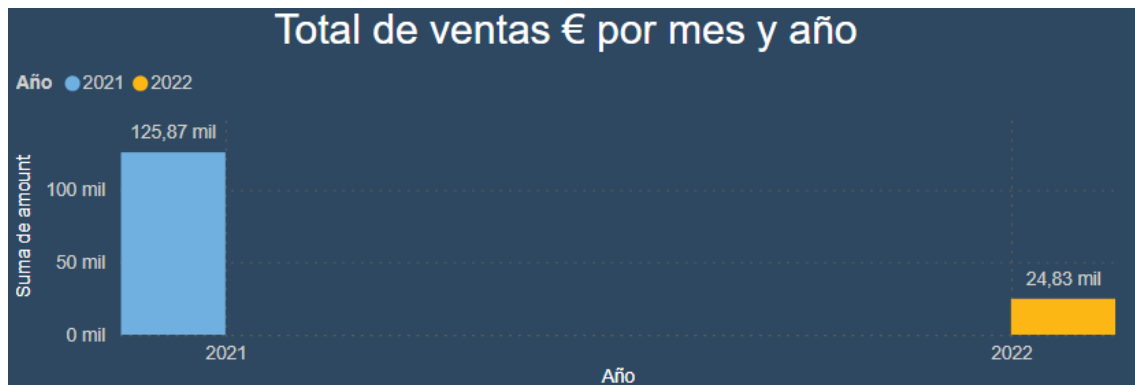 Total de ventas € por mes y año
Año 2021 2022
125,87 mil
100 mil
50 mil
0 mil
Suma de amount
24,83 mil
2021
2022
Año